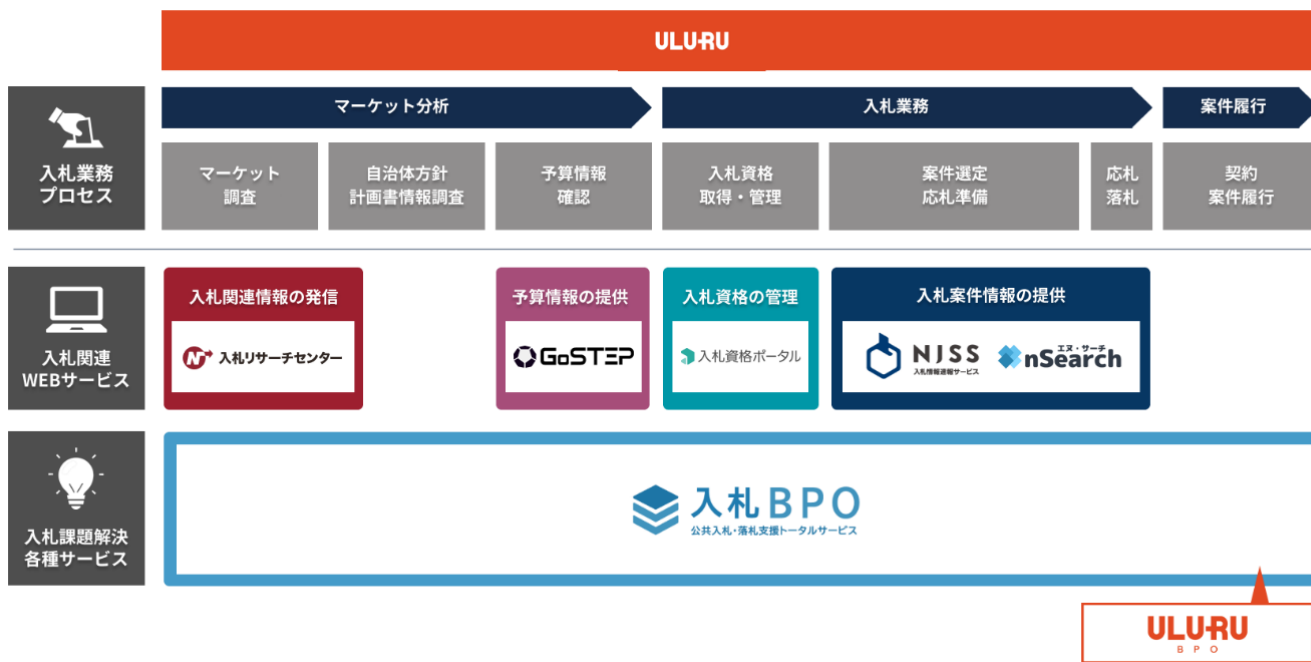 ULURU
マーケット分析
入札業務
案件履行
入札業務
プロセス
マーケット
調査
自治体方針
計画書情報調査
予算情報
確認
入札資格
取得・管理
案件選定
応札準備
応札
落札
契約
案件履行
入札関連
WEBサービス
入札関連情報の発信
入札リサーチセンター
予算情報の提供
GoSTEP
入札資格の管理
入札資格ポータル
入札案件情報の提供
NJSS
入札情報速報サービス
エヌ・サーチ
nSearch
入札課題解決
各種サービス
入札BPO
公共入札・落札支援トータルサービス
ULURU
BPO